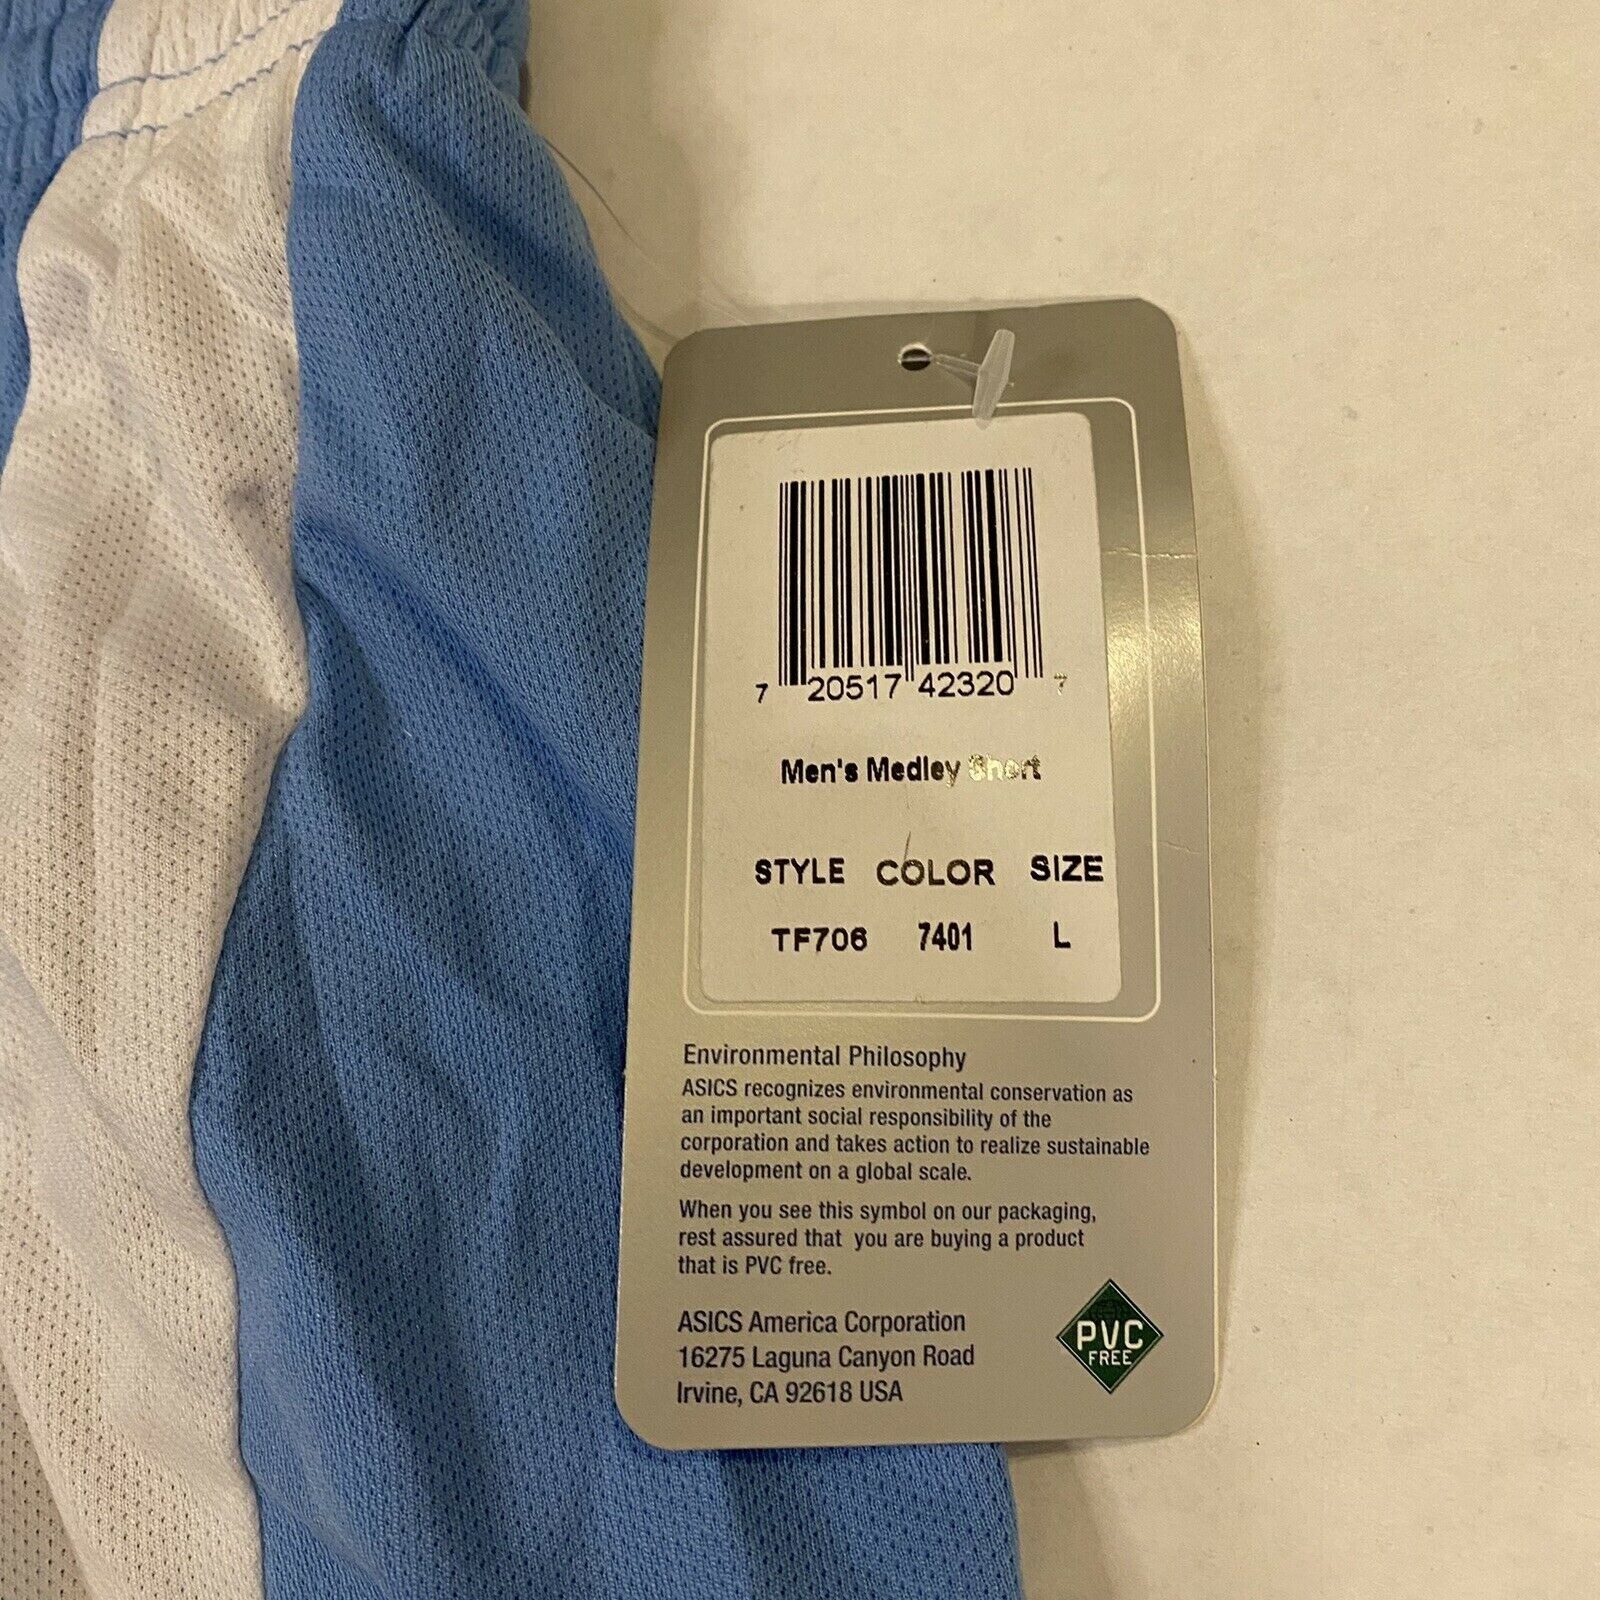 7 20517 42320 7
Men's Medley Short
STYLE COLOR SIZE
TF706 7401 L
Environmental Philosophy
ASICS recognizes environmental conservation as
an important social responsibility of the
corporation and takes action to realize sustainable
development on a global scale.
When you see this symbol on our packaging,
rest assured that you are buying a product
that is PVC free.
ASICS America Corporation
16275 Laguna Canyon Road
Irvine, CA 92618 USA
PVC
FREE